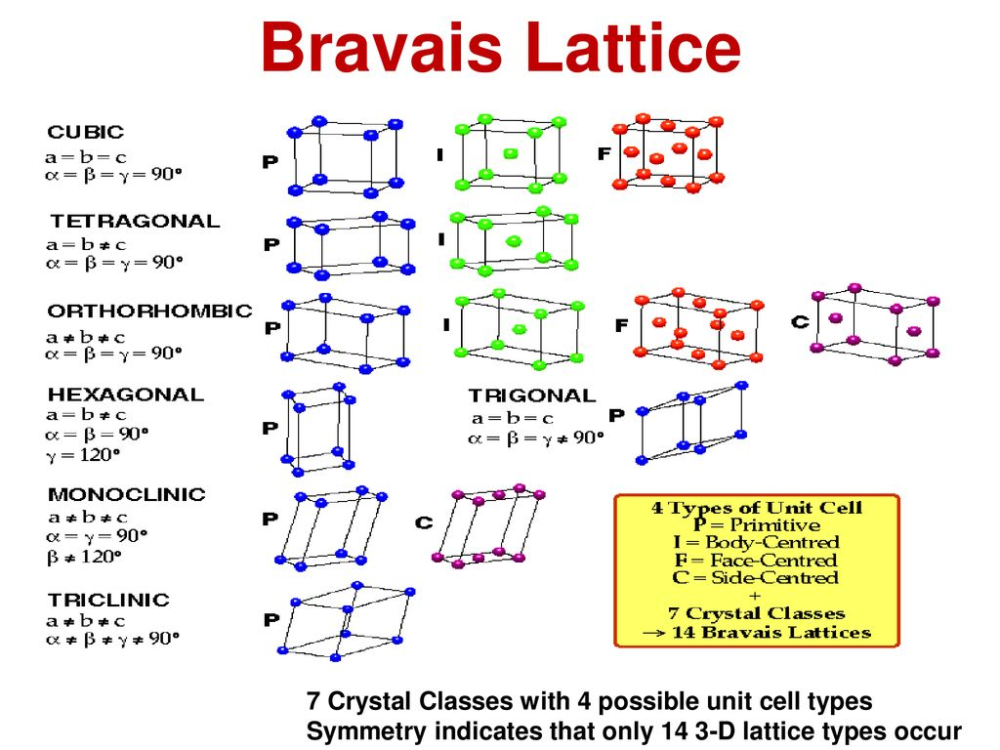 Bravais Lattice
CUBIC
a = b = c
α = β = γ = 90°
P
I
F
TETRAGONAL
a = b ≠ c
α = β = γ = 90°
P
I
ORTHORHOMBIC
a ≠ b ≠ c
α = β = γ = 90°
P
I
F
C
HEXAGONAL
a = b ≠ c
α = β = 90°
γ = 120°
P
TRIGONAL
a = b = c
α = β = γ ≠ 90°
P
MONOCLINIC
a ≠ b ≠ c
α = γ = 90°
β ≠ 120°
P
C
4 Types of Unit Cell
P = Primitive
I = Body-Centred
F = Face-Centred
C = Side-Centred
+
7 Crystal Classes
→ 14 Bravais Lattices
TRICLINIC
a ≠ b ≠ c
α ≠ β ≠ γ ≠ 90°
P
7 Crystal Classes with 4 possible unit cell types
Symmetry indicates that only 14 3-D lattice types occur